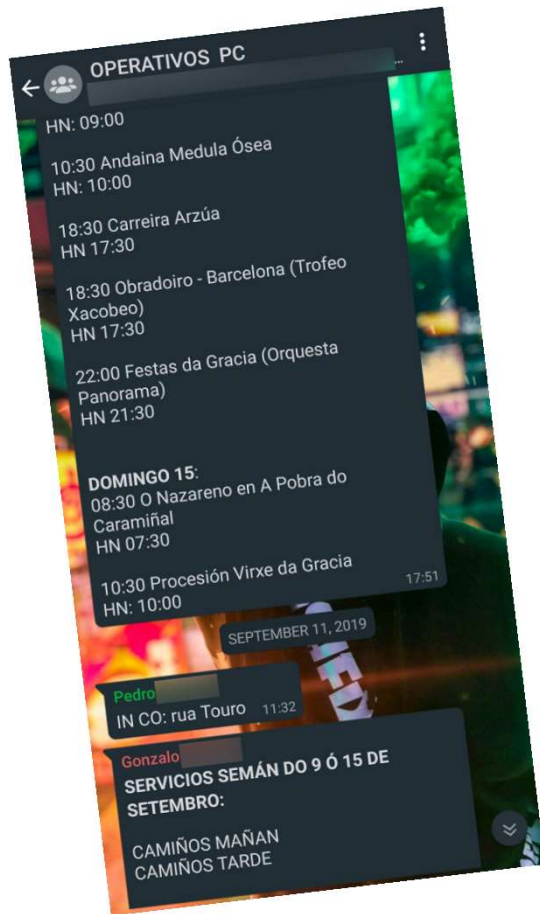 OPERATIVOS PC
...
HN: 09:00
10:30 Andaina Medula Ósea
HN: 10:00
18:30 Carreira Arzúa
HN 17:30
18:30 Obradoiro - Barcelona (Trofeo
Xacobeo)
HN 17:30
22:00 Festas da Gracia (Orquesta
Panorama)
HN 21:30
DOMINGO 15:
08:30 O Nazareno en A Pobra do
Caramiñal
HN 07:30
10:30 Procesión Virxe da Gracia
HN: 10:00 17:51
SEPTEMBER 11, 2019
Pedro
IN CO: rua Touro 11:32
Gonzalo
SERVICIOS SEMÁN DO 9 Ó 15 DE
SETEMBRO:
CAMIÑOS MAÑAN
CAMIÑOS TARDE